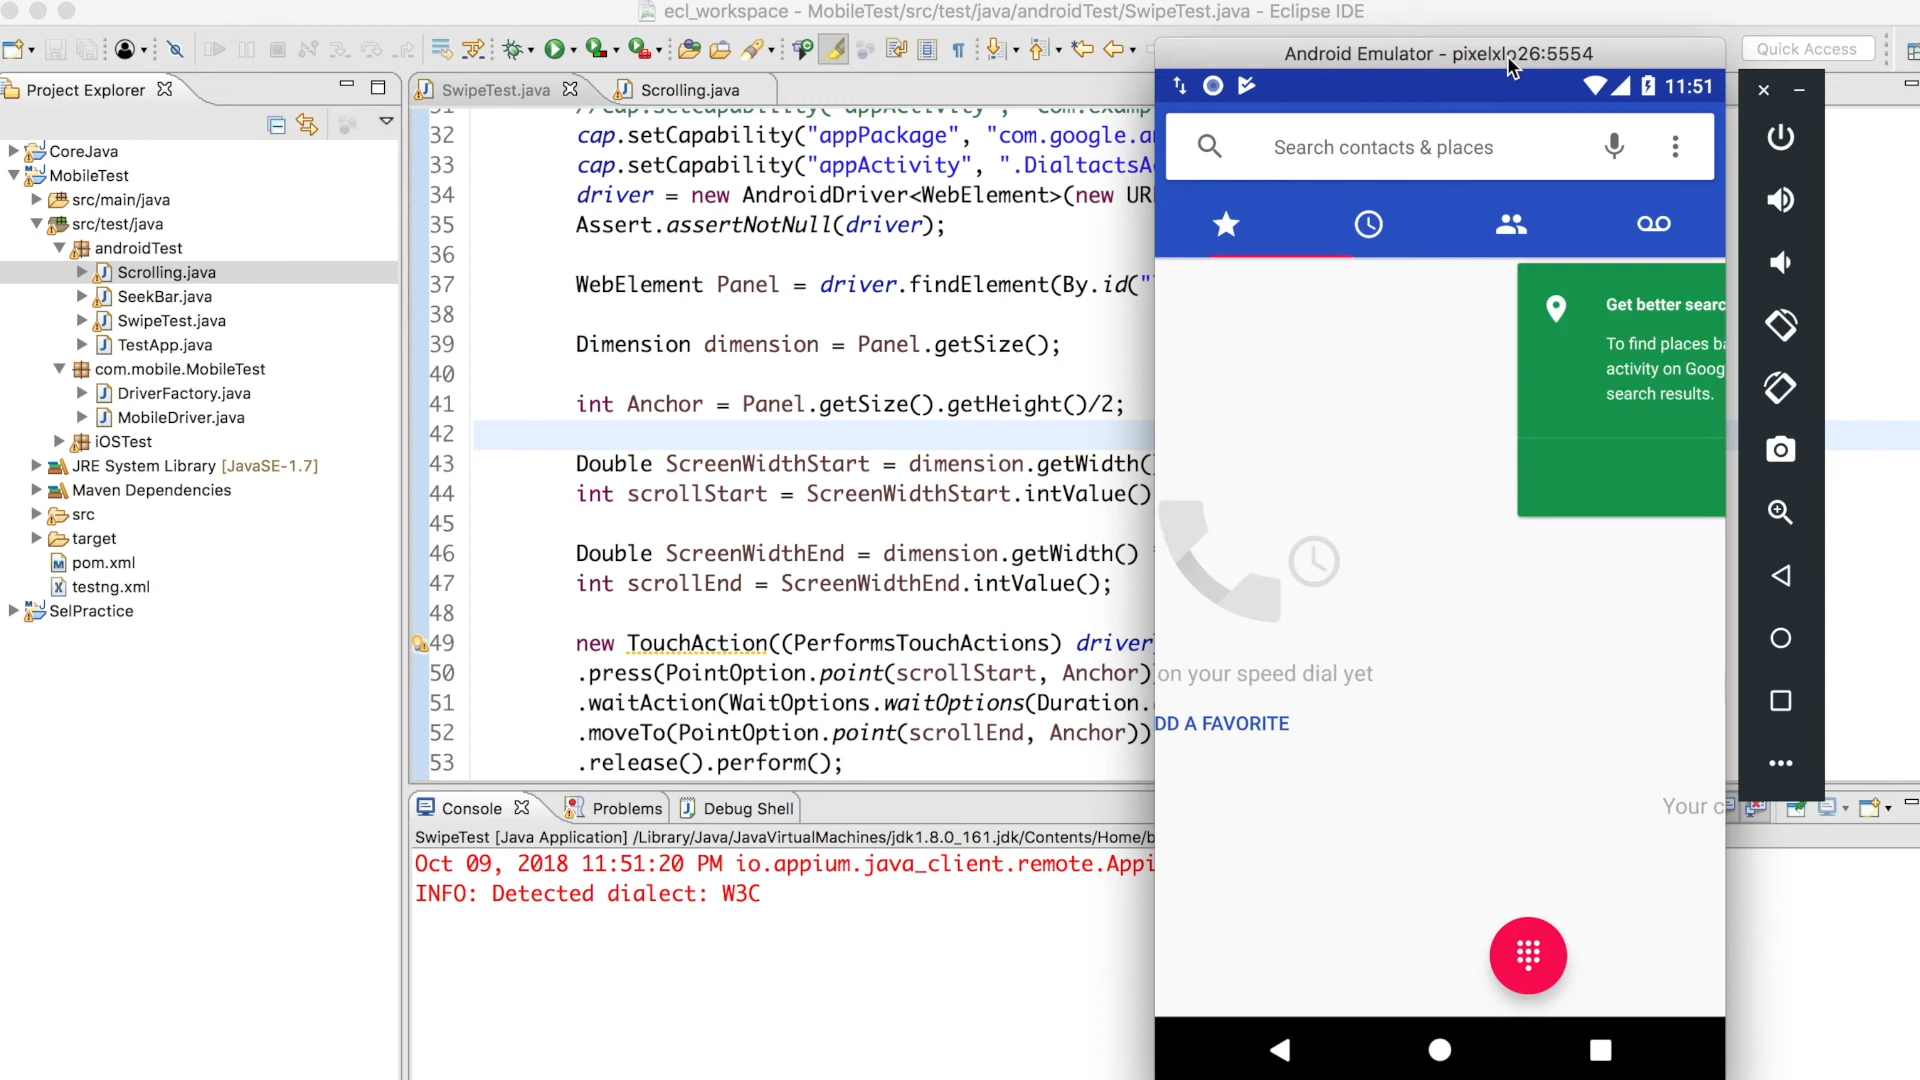 ecl_workspace - MobileTest/src/test/java/androidTest/SwipeTest.java - Eclipse IDE
Quick Access
Project Explorer
CoreJava
MobileTest
src/main/java
src/test/java
androidTest
Scrolling.java
SeekBar.java
SwipeTest.java
TestApp.java
com.mobile.MobileTest
DriverFactory.java
MobileDriver.java
iOSTest
JRE System Library [JavaSE-1.7]
Maven Dependencies
src
target
pom.xml
testng.xml
SelPractice
SwipeTest.java
Scrolling.java
32 cap.setCapability("appPackage", "com.google.an
33 cap.setCapability("appActivity", ".DialtactsA
34 driver = new AndroidDriver<WebElement>(new UR
35 Assert.assertNotNull(driver);
36
37 WebElement Panel = driver.findElement(By.id("
38
39 Dimension dimension = Panel.getSize();
40
41 int Anchor = Panel.getSize().getHeight()/2;
42
43 Double ScreenWidthStart = dimension.getWidth()
44 int scrollStart = ScreenWidthStart.intValue()
45
46 Double ScreenWidthEnd = dimension.getWidth()
47 int scrollEnd = ScreenWidthEnd.intValue();
48
49 new TouchAction((PerformsTouchActions) driver)
50 .press(PointOption.point(scrollStart, Anchor)
51 .waitAction(WaitOptions.waitOptions(Duration.
52 .moveTo(PointOption.point(scrollEnd, Anchor))
53 .release().perform();
Console
Problems
Debug Shell
SwipeTest [Java Application] /Library/Java/JavaVirtualMachines/jdk1.8.0_161.jdk/Contents/Home/b
Oct 09, 2018 11:51:20 PM io.appium.java_client.remote.Appi
INFO: Detected dialect: W3C
Android Emulator - pixelxlo26:5554
11:51
Search contacts & places
Get better searc
To find places ba
activity on Goog
search results.
on your speed dial yet
DD A FAVORITE
Your c